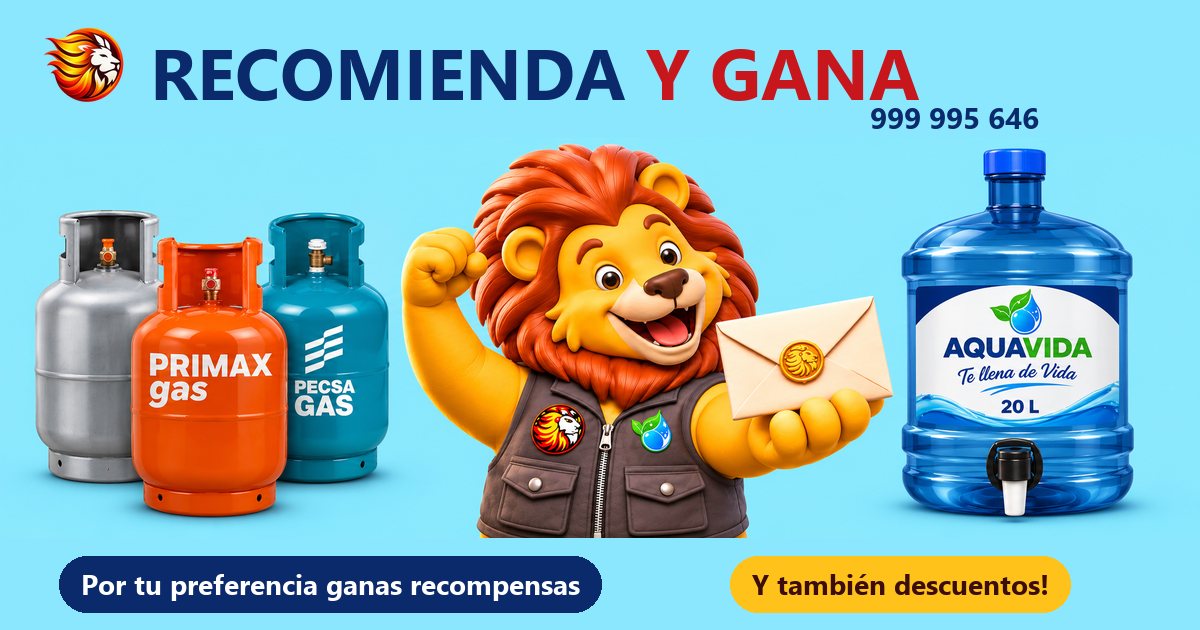 RECOMIENDA Y GANA
999 995 646
PRIMAX
gas
PECSA
GAS
AQUAVIDA
Te llena de Vida
20 L
Por tu preferencia ganas recompensas
Y también descuentos!